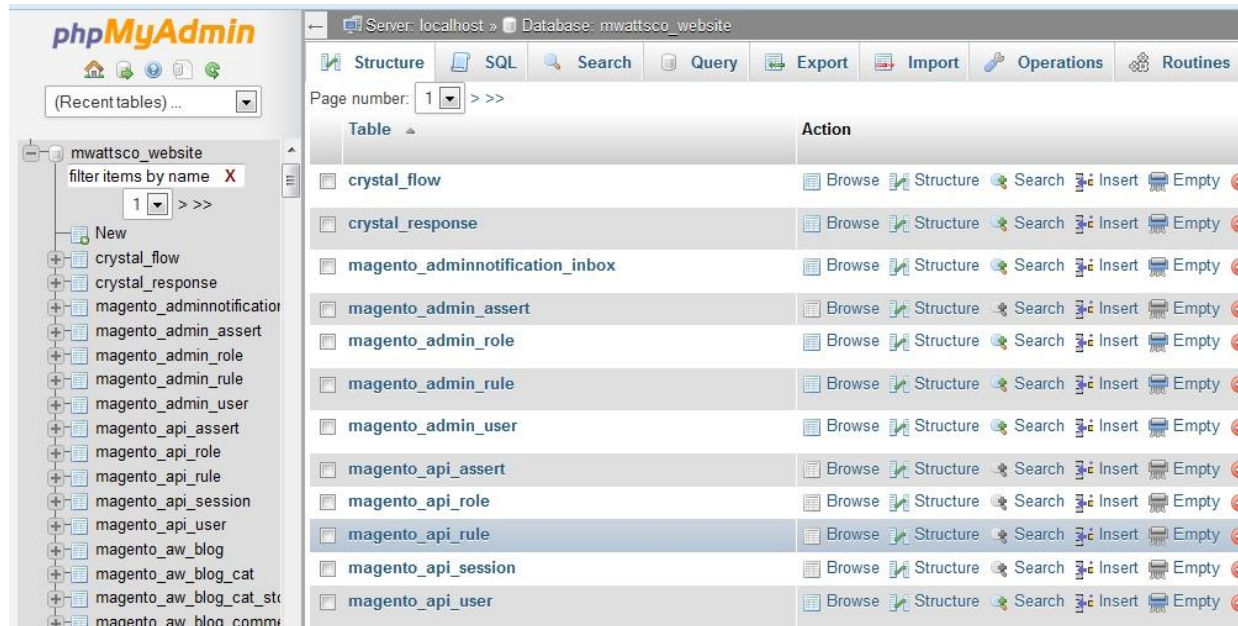 phpMyAdmin
(Recent tables) ...
mwattsco_website
filter items by name X
1 > >>
New
crystal_flow
crystal_response
magento_adminnotification
magento_admin_assert
magento_admin_role
magento_admin_rule
magento_admin_user
magento_api_assert
magento_api_role
magento_api_rule
magento_api_session
magento_api_user
magento_aw_blog
magento_aw_blog_cat
magento_aw_blog_cat_sto
magento_aw_blog_comme
← Server: localhost » Database: mwattsco_website
Structure SQL Search Query Export Import Operations Routines
Page number: 1 > >>
Table Action
crystal_flow Browse Structure Search Insert Empty
crystal_response Browse Structure Search Insert Empty
magento_adminnotification_inbox Browse Structure Search Insert Empty
magento_admin_assert Browse Structure Search Insert Empty
magento_admin_role Browse Structure Search Insert Empty
magento_admin_rule Browse Structure Search Insert Empty
magento_admin_user Browse Structure Search Insert Empty
magento_api_assert Browse Structure Search Insert Empty
magento_api_role Browse Structure Search Insert Empty
magento_api_rule Browse Structure Search Insert Empty
magento_api_session Browse Structure Search Insert Empty
magento_api_user Browse Structure Search Insert Empty